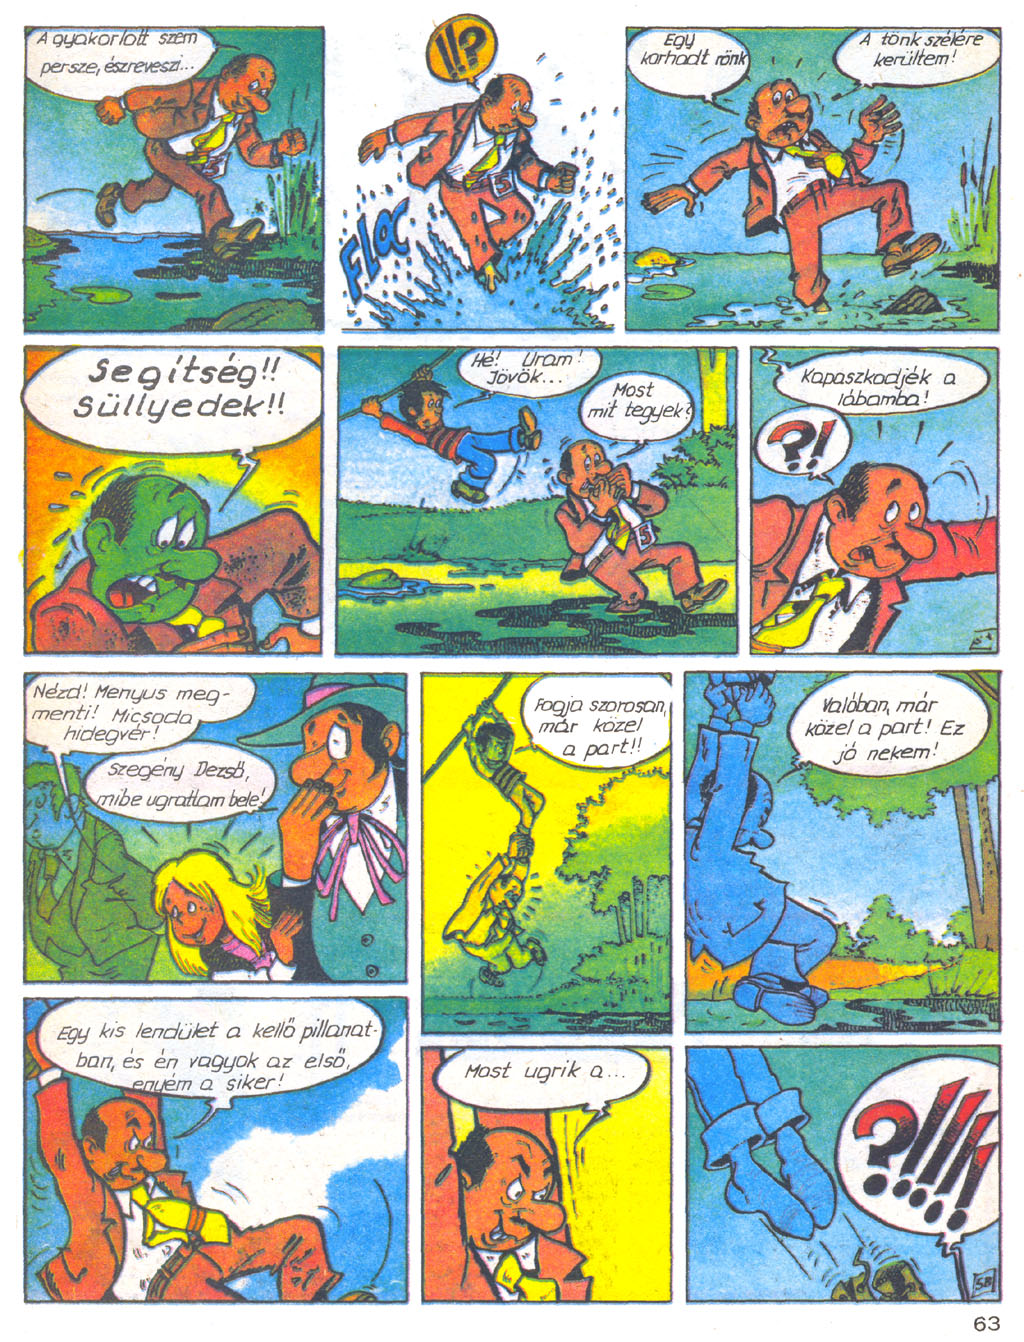 A gyakorlott szem
persze, észreveszi...
!!?
FLOC
5
Egy
korhadt rönk
A tönk szélére
kerültem!
Segítség!!
Süllyedek!!
Hé! Uram!
Jövök...
Most
mit tegyek?
5
Kapaszkodjék a
lábamba!
?!
Nézd! Menyus meg-
menti! Micsoda
hidegvér!
Szegény Dezső,
mibe ugrattam bele!
Fogja szorosan,
már közel
a part!!
Valóban, már
közel a part! Ez
jó nekem!
Egy kis lendület a kellő pillanat-
ban, és én vagyok az első,
enyém a siker!
Most ugrik a...
?!!!!
SB
63